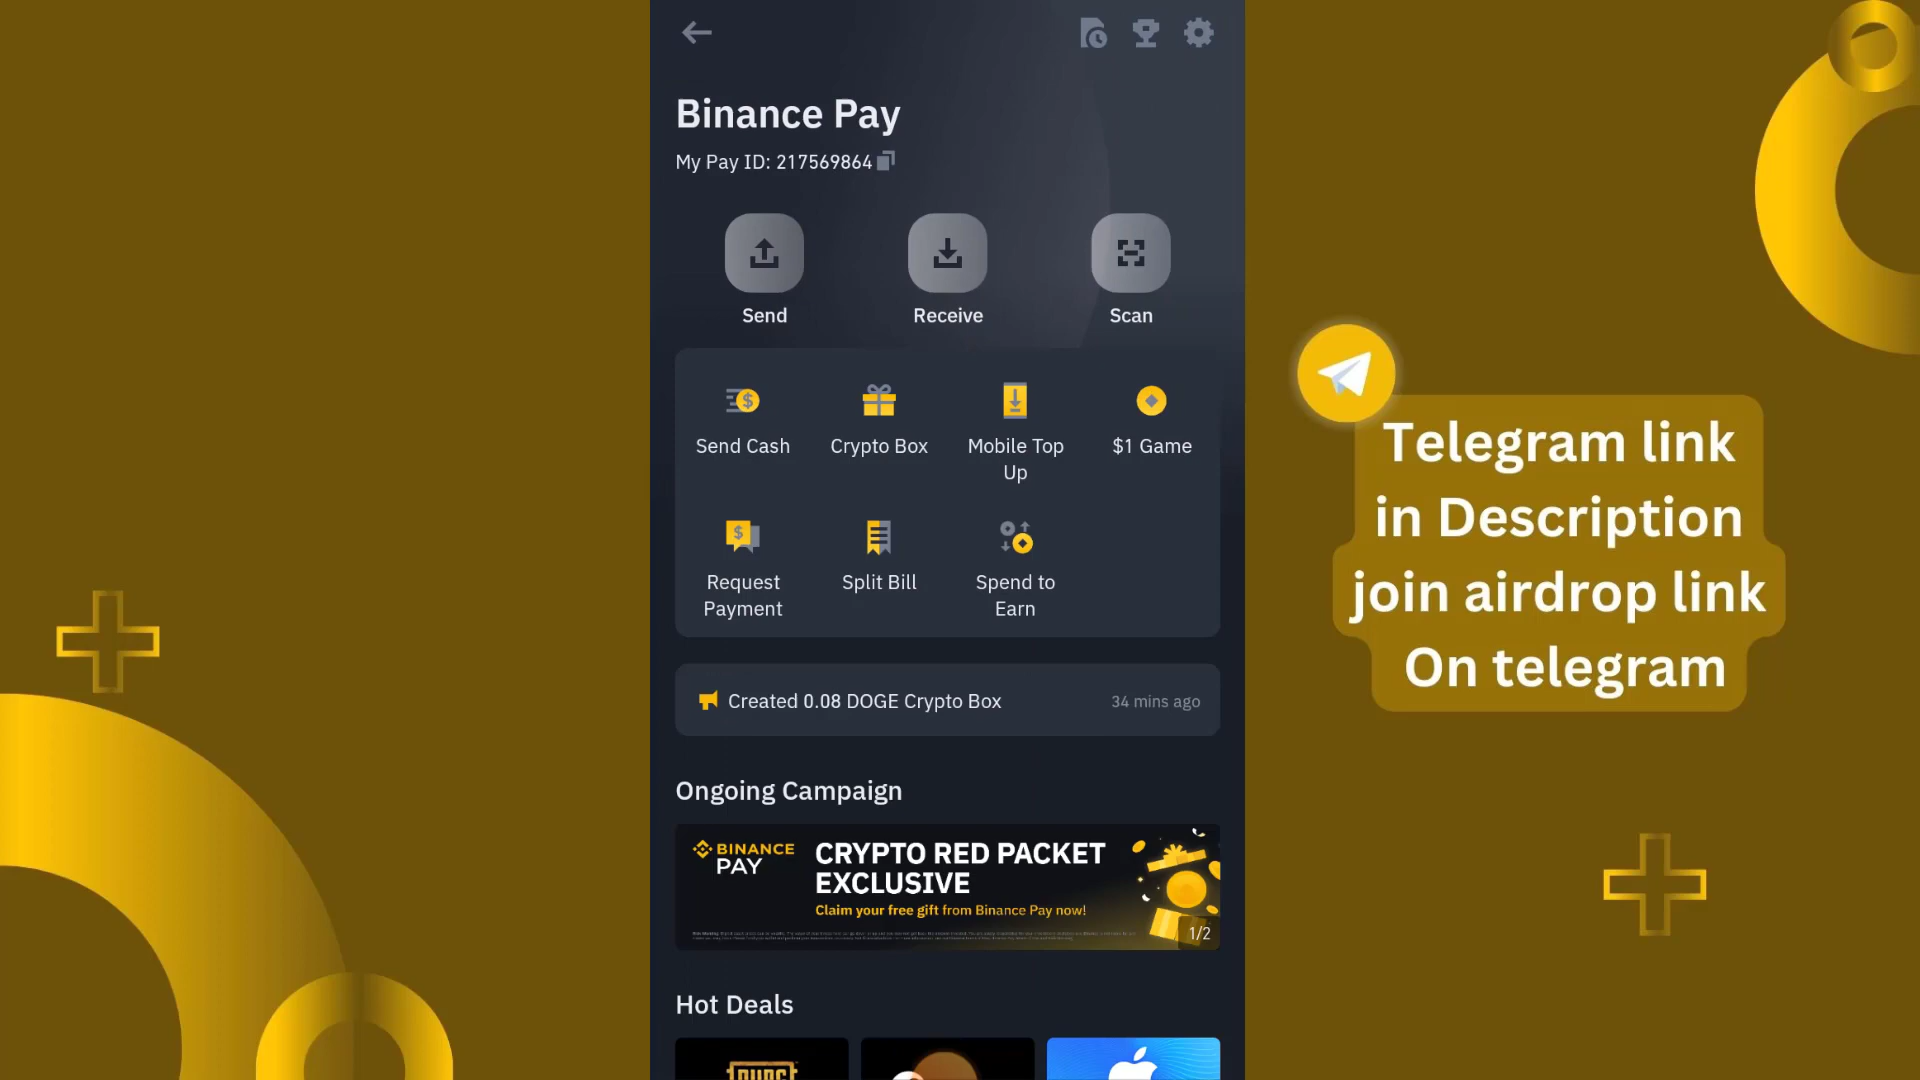 Binance Pay
My Pay ID: 217569864
Send
Receive
Scan
Send Cash
Crypto Box
Mobile Top
Up
$1 Game
Request
Payment
Split Bill
Spend to
Earn
Created 0.08 DOGE Crypto Box
34 mins ago
Ongoing Campaign
BINANCE
PAY
CRYPTO RED PACKET
EXCLUSIVE
Claim your free gift from Binance Pay now!
1/2
Hot Deals
PUBG
Telegram link
in Description
join airdrop link
On telegram